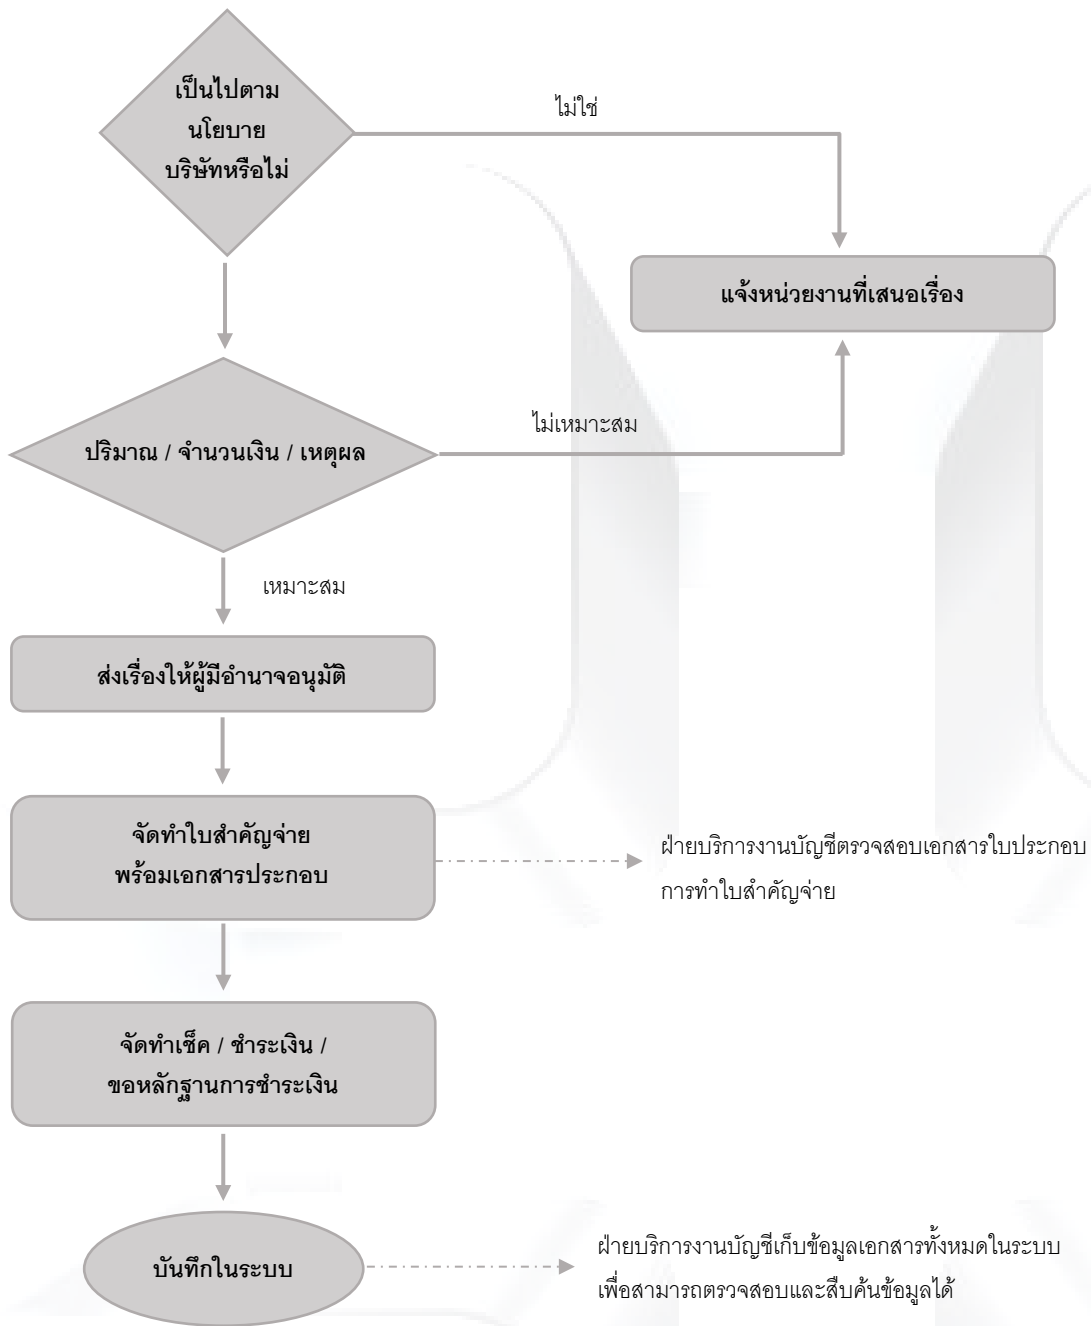 เป็นไปตาม
นโยบาย
บริษัทหรือไม่
ไม่ใช่
แจ้งหน่วยงานที่เสนอเรื่อง
ปริมาณ / จำนวนเงิน / เหตุผล
ไม่เหมาะสม
เหมาะสม
ส่งเรื่องให้ผู้มีอำนาจอนุมัติ
จัดทำใบสำคัญจ่าย
พร้อมเอกสารประกอบ
ฝ่ายบริการงานบัญชีตรวจสอบเอกสารใบประกอบ
การทำใบสำคัญจ่าย
จัดทำเช็ค / ชำระเงิน /
ขอหลักฐานการชำระเงิน
บันทึกในระบบ
ฝ่ายบริการงานบัญชีเก็บข้อมูลเอกสารทั้งหมดในระบบ
เพื่อสามารถตรวจสอบและสืบค้นข้อมูลได้